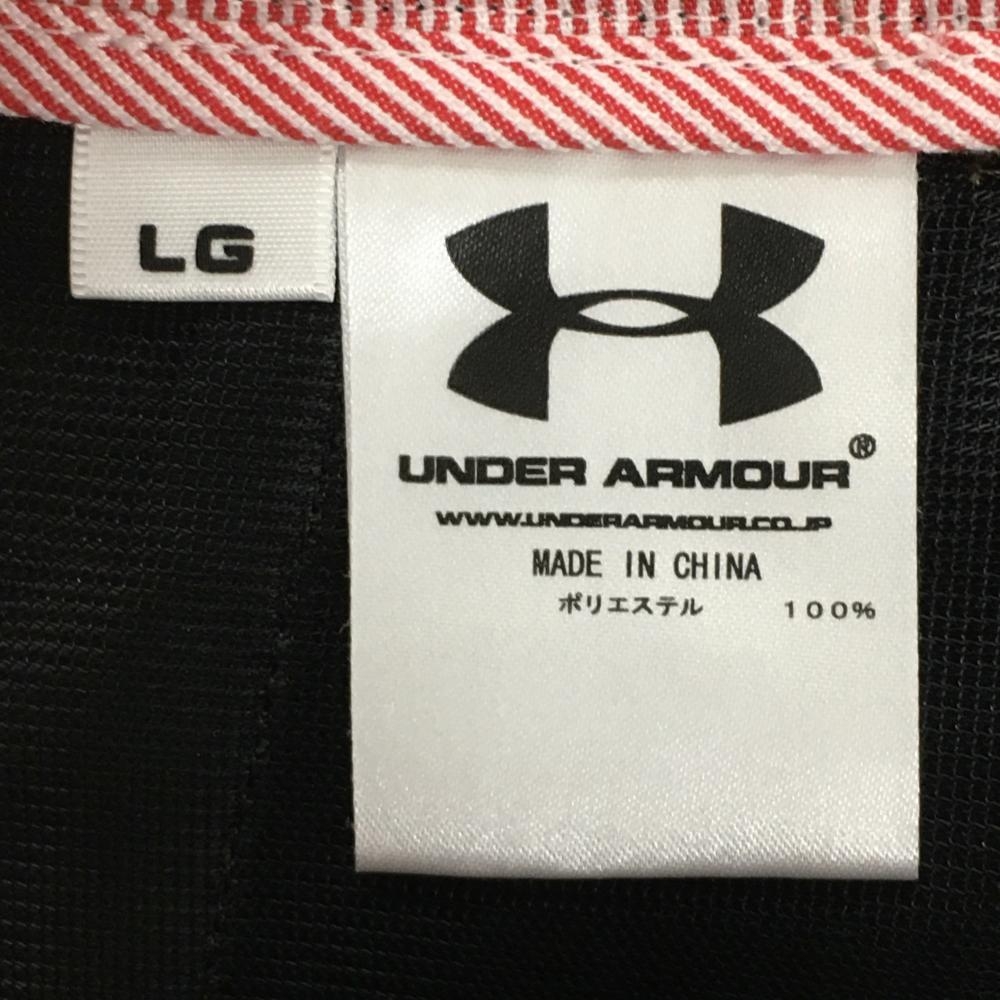 LG
UNDER ARMOUR®
WWW.UNDERARMOUR.CO.JP
MADE IN CHINA
ポリエステル 100%